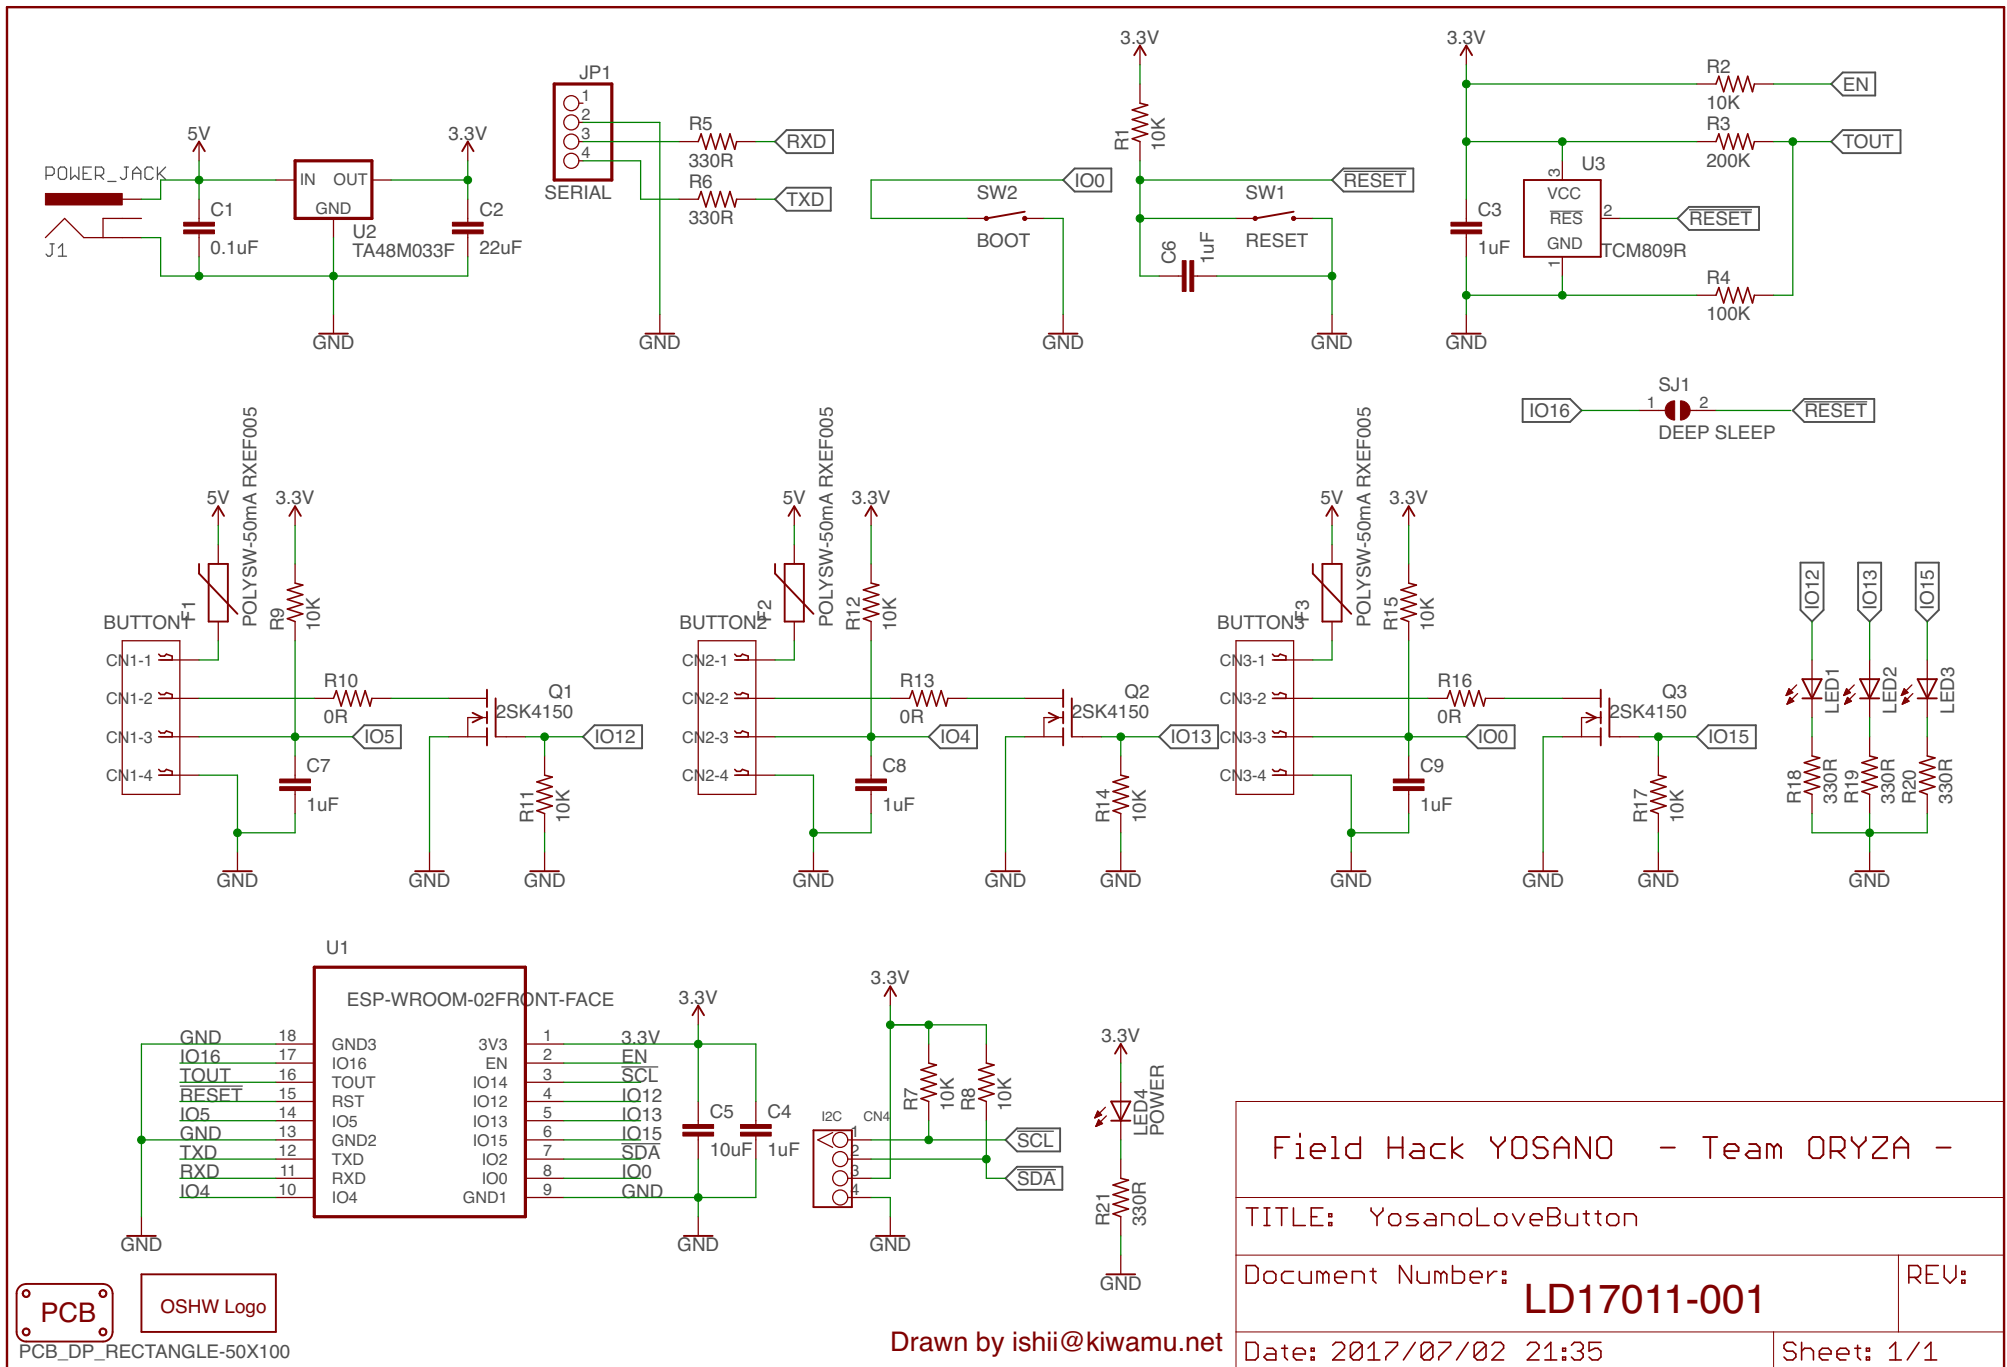 POWER_JACK
J1
5V
C1
0.1uF
IN OUT
GND
U2
TA48M033F
3.3V
C2
22uF
GND
JP1
1
2
3
4
SERIAL
R5
330R
R6
330R
RXD
TXD
GND
IO0
SW2
BOOT
GND
3.3V
R1
10K
RESET
SW1
RESET
C6
1uF
GND
3.3V
R2
10K
EN
R3
200K
TOUT
U3
3
VCC
RES
2
GND
1
RESET
TCM809R
C3
1uF
R4
100K
GND
SJ1
IO16
1
2
RESET
DEEP SLEEP
5V
3.3V
POLYSW-50mA RXEF005
F1
R9
10K
BUTTON1
CN1-1
CN1-2
CN1-3
CN1-4
R10
0R
Q1
2SK4150
IO5
IO12
C7
1uF
R11
10K
GND
GND
GND
5V
3.3V
POLYSW-50mA RXEF005
F2
R12
10K
BUTTON2
CN2-1
CN2-2
CN2-3
CN2-4
R13
0R
Q2
2SK4150
IO4
IO13
C8
1uF
R14
10K
GND
GND
GND
5V
3.3V
POLYSW-50mA RXEF005
F3
R15
10K
BUTTON3
CN3-1
CN3-2
CN3-3
CN3-4
R16
0R
Q3
2SK4150
IO0
IO15
C9
1uF
R17
10K
GND
GND
GND
IO12
IO13
IO15
LED1
LED2
LED3
R18
330R
R19
330R
R20
330R
GND
U1
ESP-WROOM-02FRONT-FACE
GND 18 GND3
IO16 17 IO16
TOUT 16 TOUT
RESET 15 RST
IO5 14 IO5
GND 13 GND2
TXD 12 TXD
RXD 11 RXD
IO4 10 IO4
3V3 1 3.3V
EN 2 EN
IO14 3 SCL
IO12 4 IO12
IO13 5 IO13
IO15 6 IO15
IO2 7 SDA
IO0 8 IO0
GND1 9 GND
GND
3.3V
C5
10uF
C4
1uF
GND
3.3V
R7
10K
R8
10K
I2C
CN4
1
2
3
4
SCL
SDA
GND
3.3V
LED4
POWER
R21
330R
GND
PCB
OSHW Logo
PCB_DP_RECTANGLE-50X100
Drawn by ishii@kiwamu.net
Field Hack YOSANO - Team ORYZA -
TITLE: YosanoLoveButton
Document Number:
LD17011-001
REV:
Date: 2017/07/02 21:35
Sheet: 1/1